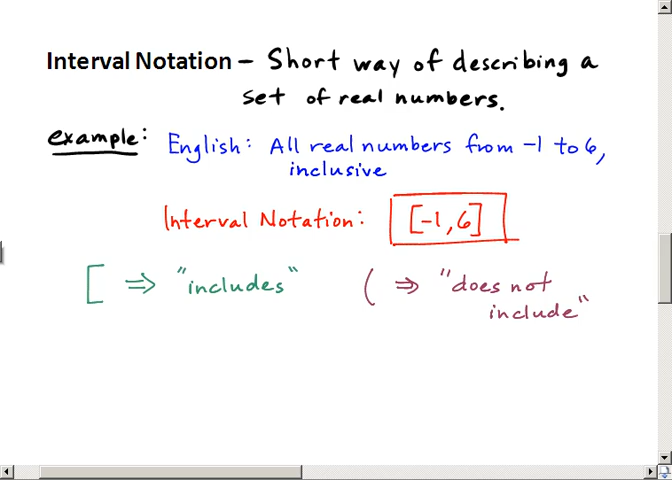 Interval Notation – Short way of describing a
set of real numbers.
example: English: All real numbers from -1 to 6,
inclusive
Interval Notation: [-1, 6]
[ ⇒ "includes" ( ⇒ "does not
include"